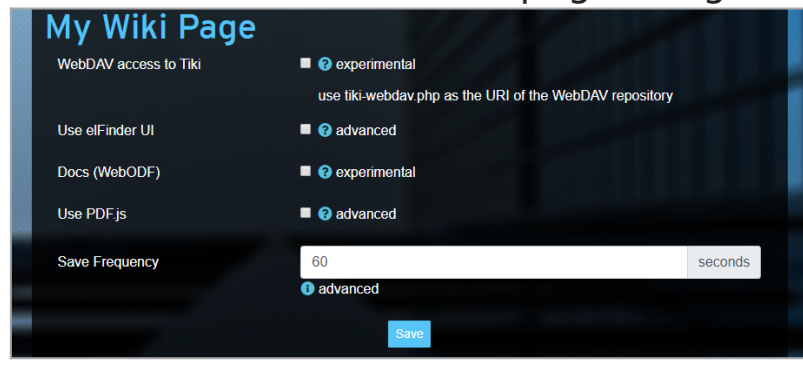 My Wiki Page
WebDAV access to Tiki
experimental
use tiki-webdav.php as the URI of the WebDAV repository
Use elFinder UI
advanced
Docs (WebODF)
experimental
Use PDF.js
advanced
Save Frequency
60
seconds
advanced
Save